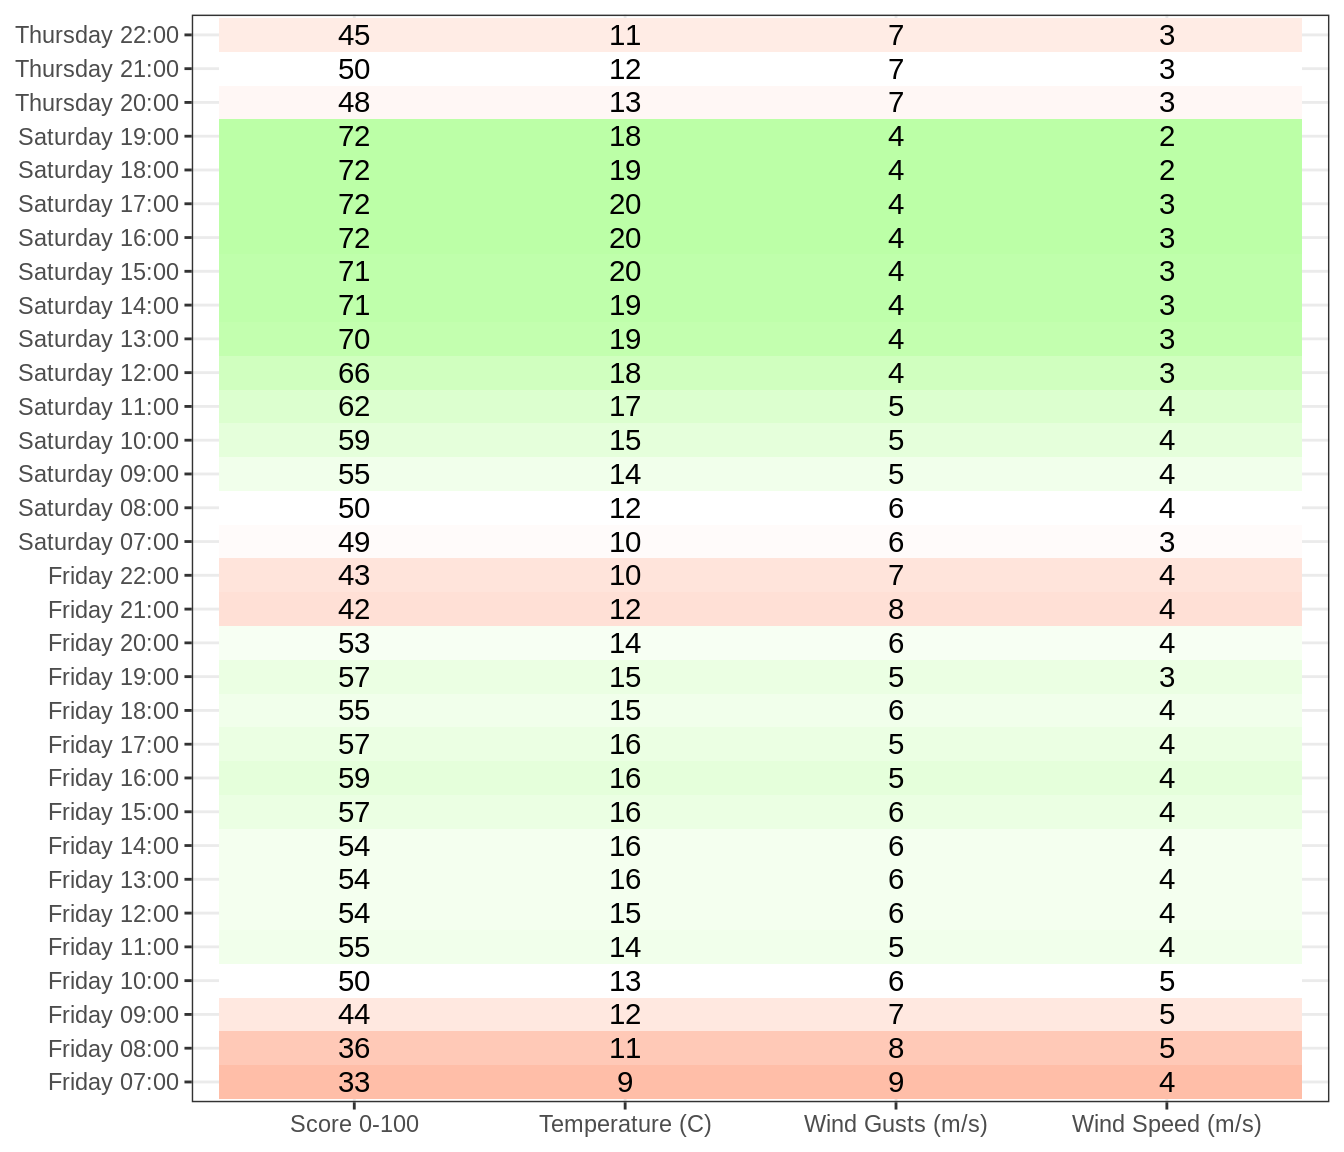 Thursday 22:00 45 11 7 3
Thursday 21:00 50 12 7 3
Thursday 20:00 48 13 7 3
Saturday 19:00 72 18 4 2
Saturday 18:00 72 19 4 2
Saturday 17:00 72 20 4 3
Saturday 16:00 72 20 4 3
Saturday 15:00 71 20 4 3
Saturday 14:00 71 19 4 3
Saturday 13:00 70 19 4 3
Saturday 12:00 66 18 4 3
Saturday 11:00 62 17 5 4
Saturday 10:00 59 15 5 4
Saturday 09:00 55 14 5 4
Saturday 08:00 50 12 6 4
Saturday 07:00 49 10 6 3
Friday 22:00 43 10 7 4
Friday 21:00 42 12 8 4
Friday 20:00 53 14 6 4
Friday 19:00 57 15 5 3
Friday 18:00 55 15 6 4
Friday 17:00 57 16 5 4
Friday 16:00 59 16 5 4
Friday 15:00 57 16 6 4
Friday 14:00 54 16 6 4
Friday 13:00 54 16 6 4
Friday 12:00 54 15 6 4
Friday 11:00 55 14 5 4
Friday 10:00 50 13 6 5
Friday 09:00 44 12 7 5
Friday 08:00 36 11 8 5
Friday 07:00 33 9 9 4
Score 0-100 Temperature (C) Wind Gusts (m/s) Wind Speed (m/s)